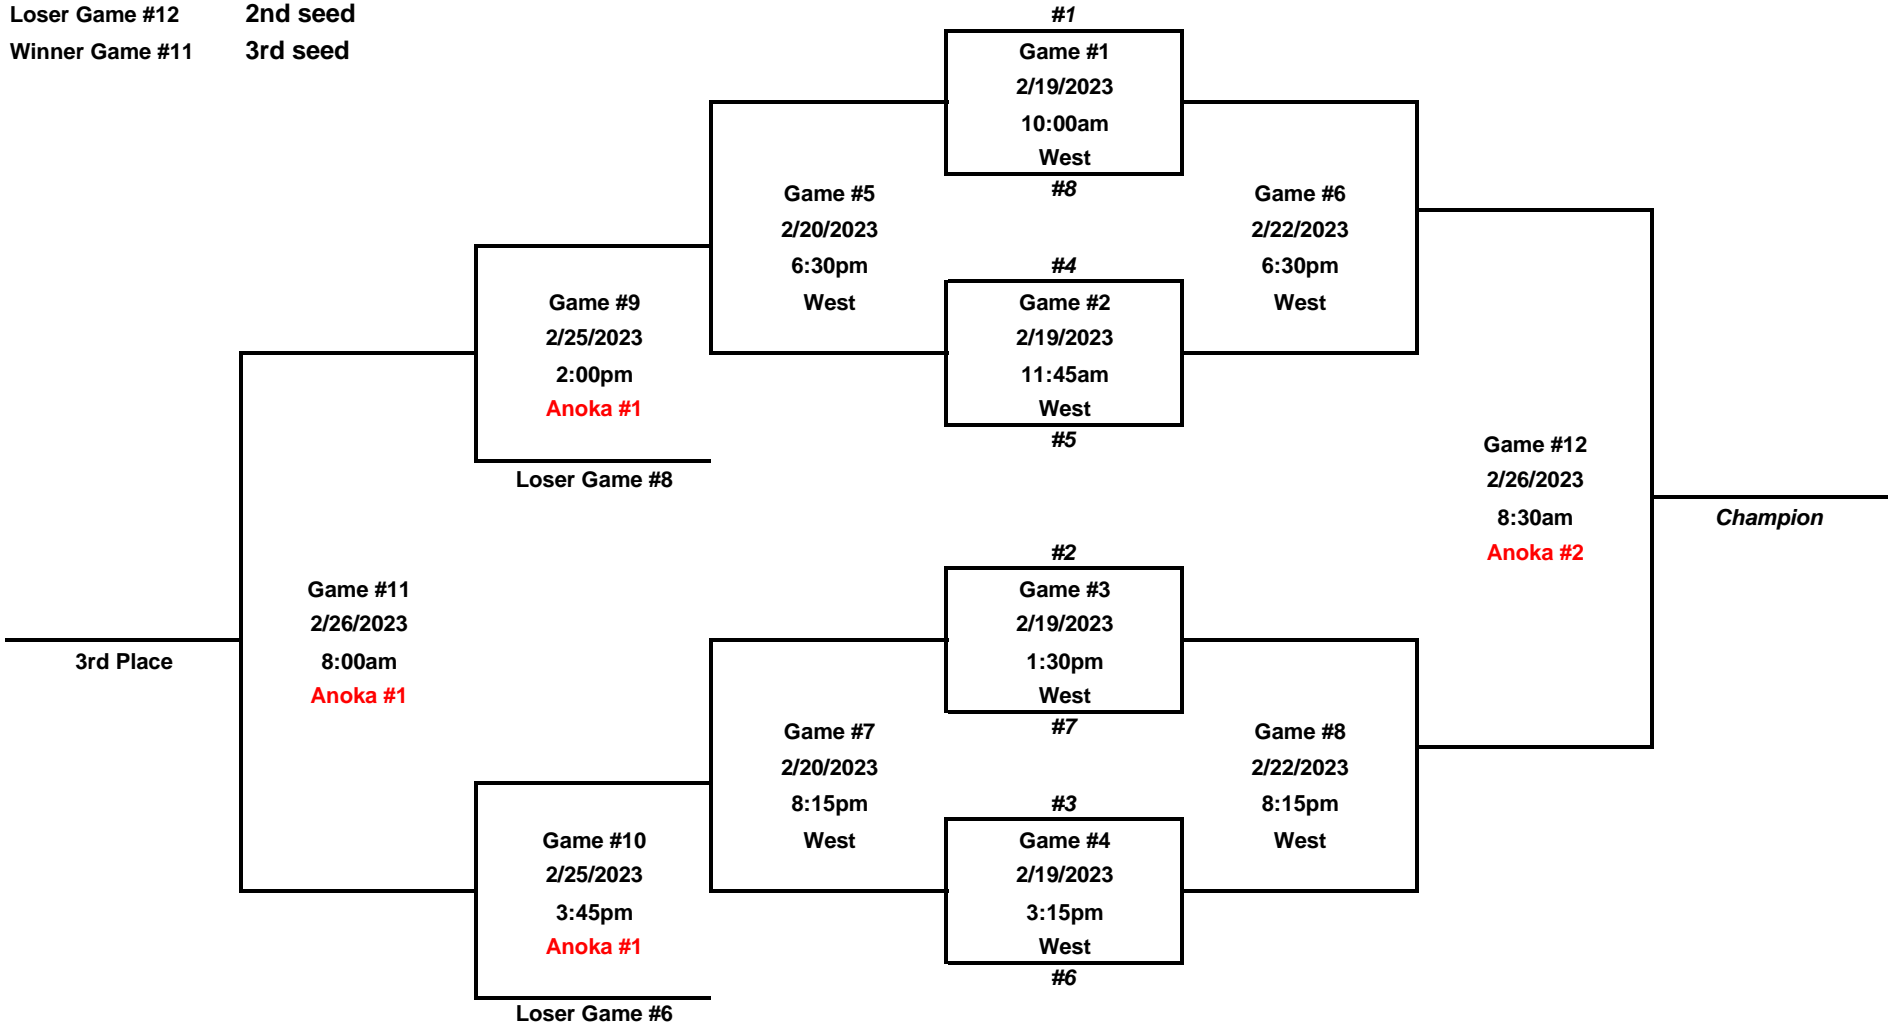 Loser Game #12 2nd seed
Winner Game #11 3rd seed
#1
Game #1
2/19/2023
10:00am
West
#8
Game #5
2/20/2023
6:30pm
West
Game #6
2/22/2023
6:30pm
West
#4
Game #2
2/19/2023
11:45am
West
#5
Game #9
2/25/2023
2:00pm
Anoka #1
Loser Game #8
Game #12
2/26/2023
8:30am
Anoka #2
Champion
#2
Game #3
2/19/2023
1:30pm
West
#7
Game #11
2/26/2023
8:00am
Anoka #1
3rd Place
Game #7
2/20/2023
8:15pm
West
Game #8
2/22/2023
8:15pm
West
#3
Game #4
2/19/2023
3:15pm
West
#6
Game #10
2/25/2023
3:45pm
Anoka #1
Loser Game #6